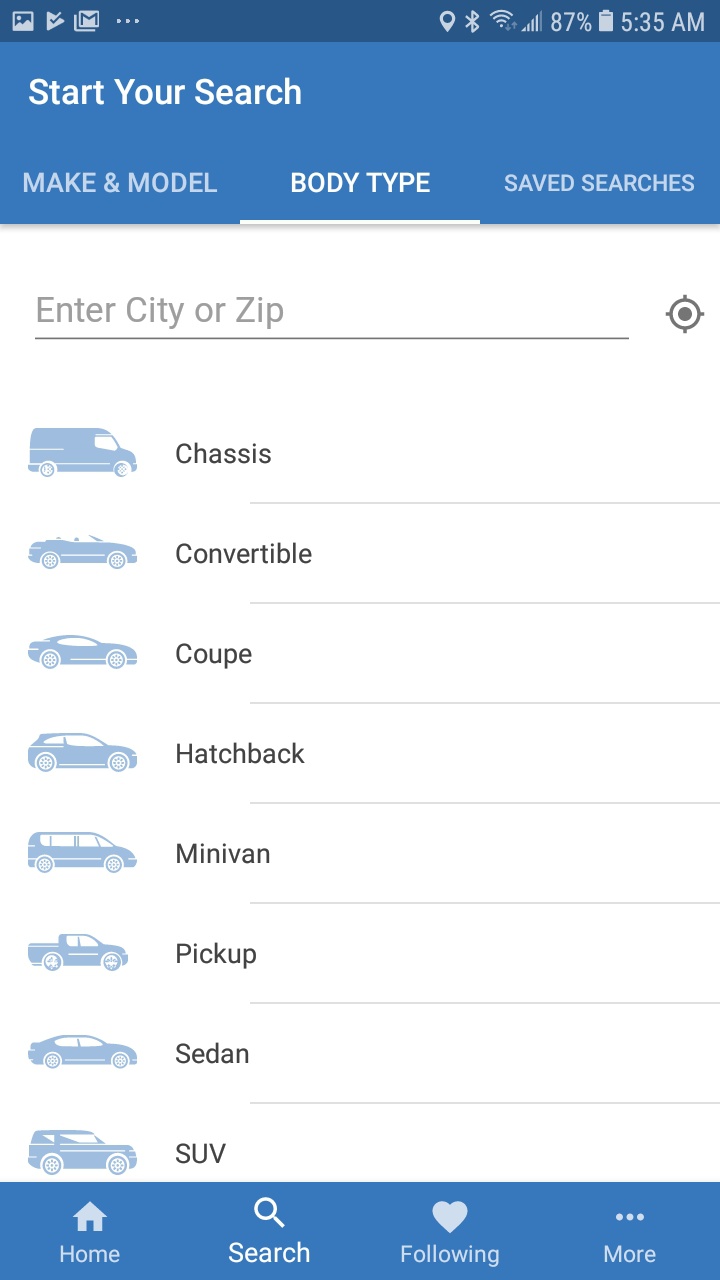 87% 5:35 AM
Start Your Search
MAKE & MODEL BODY TYPE SAVED SEARCHES
Enter City or Zip
Chassis
Convertible
Coupe
Hatchback
Minivan
Pickup
Sedan
SUV
Home Search Following More